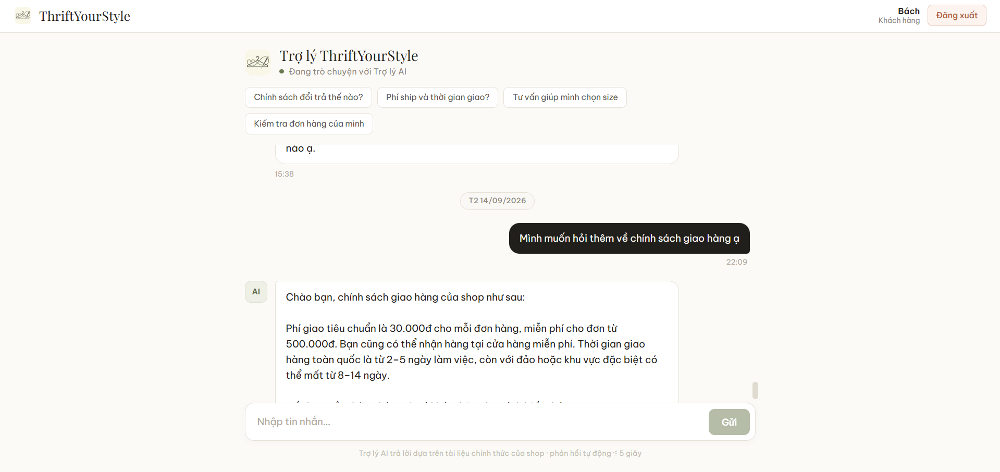 ThriftYourStyle
Bách
Khách hàng
Đăng xuất
Trợ lý ThriftYourStyle
Đang trò chuyện với Trợ lý AI
Chính sách đổi trả thế nào?
Phí ship và thời gian giao?
Tư vấn giúp mình chọn size
Kiểm tra đơn hàng của mình
nào ạ.
15:38
T2 14/09/2026
Mình muốn hỏi thêm về chính sách giao hàng ạ
22:09
AI
Chào bạn, chính sách giao hàng của shop như sau:
Phí giao tiêu chuẩn là 30.000đ cho mỗi đơn hàng, miễn phí cho đơn từ
500.000đ. Bạn cũng có thể nhận hàng tại cửa hàng miễn phí. Thời gian giao
hàng toàn quốc là từ 2–5 ngày làm việc, còn với đảo hoặc khu vực đặc biệt có
thể mất từ 8–14 ngày.
Nhập tin nhắn...
Gửi
Trợ lý AI trả lời dựa trên tài liệu chính thức của shop · phản hồi tự động ≤ 5 giây